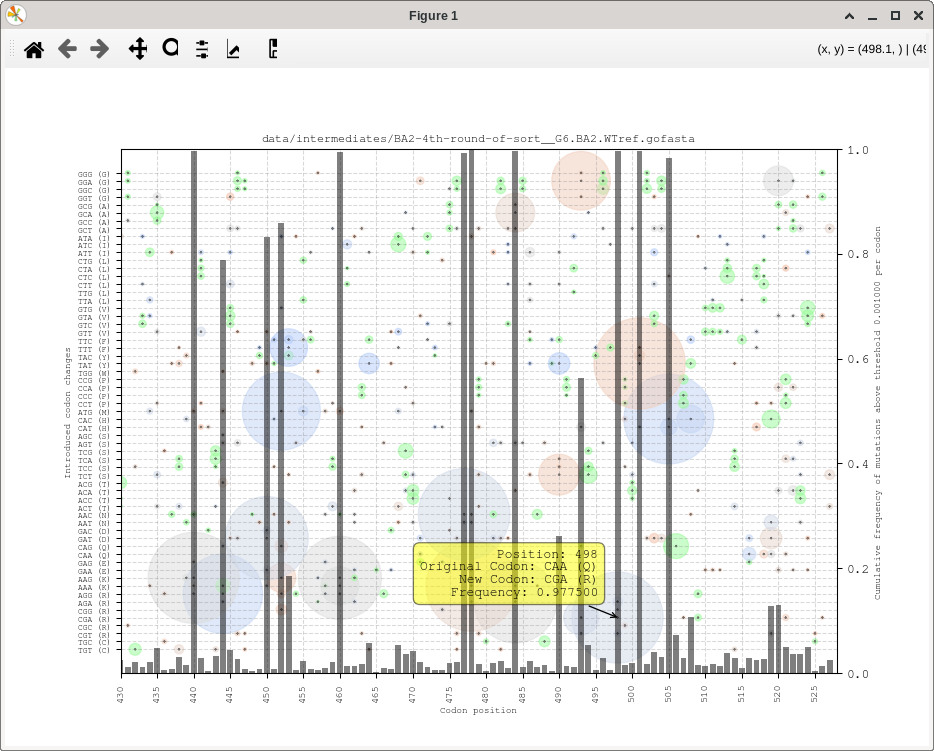 Figure 1
(x, y) = (498.1, ) | (49
data/intermediates/BA2-4th-round-of-sort__G6.BA2.WTref.gofasta
Introduced codon changes
GGG (G)
GGA (G)
GGC (G)
GGT (G)
GCG (A)
GCA (A)
GCC (A)
GCT (A)
ATA (I)
ATC (I)
ATT (I)
CTG (L)
CTA (L)
CTC (L)
CTT (L)
TTG (L)
TTA (L)
GTG (V)
GTA (V)
GTC (V)
GTT (V)
TTC (F)
TTT (F)
TAC (Y)
TAT (Y)
TGG (W)
CCG (P)
CCA (P)
CCC (P)
CCT (P)
ATG (M)
CAC (H)
CAT (H)
AGC (S)
AGT (S)
TCG (S)
TCA (S)
TCC (S)
TCT (S)
ACG (T)
ACA (T)
ACC (T)
ACT (T)
AAC (N)
AAT (N)
GAC (D)
GAT (D)
CAG (Q)
CAA (Q)
GAG (E)
GAA (E)
AAG (K)
AAA (K)
AGG (R)
AGA (R)
CGG (R)
CGA (R)
CGC (R)
CGT (R)
TGC (C)
TGT (C)
Position: 498
Original Codon: CAA (Q)
New Codon: CGA (R)
Frequency: 0.977500
1.0
0.8
0.6
0.4
0.2
0.0
Cumulative frequency of mutations above threshold 0.001000 per codon
430
435
440
445
450
455
460
465
470
475
480
485
490
495
500
505
510
515
520
525
Codon position